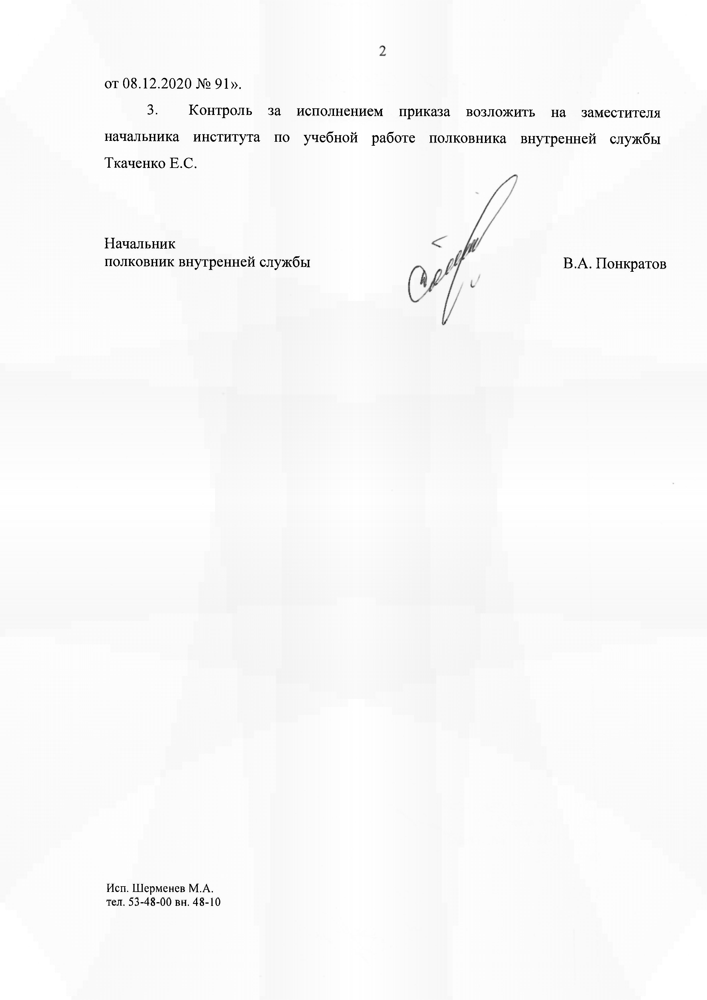 2
от 08.12.2020 № 91».
3. Контроль за исполнением приказа возложить на заместителя
начальника института по учебной работе полковника внутренней службы
Ткаченко Е.С.
Начальник
полковник внутренней службы
В.А. Понкратов
Исп. Шерменев М.А.
тел. 53-48-00 вн. 48-10